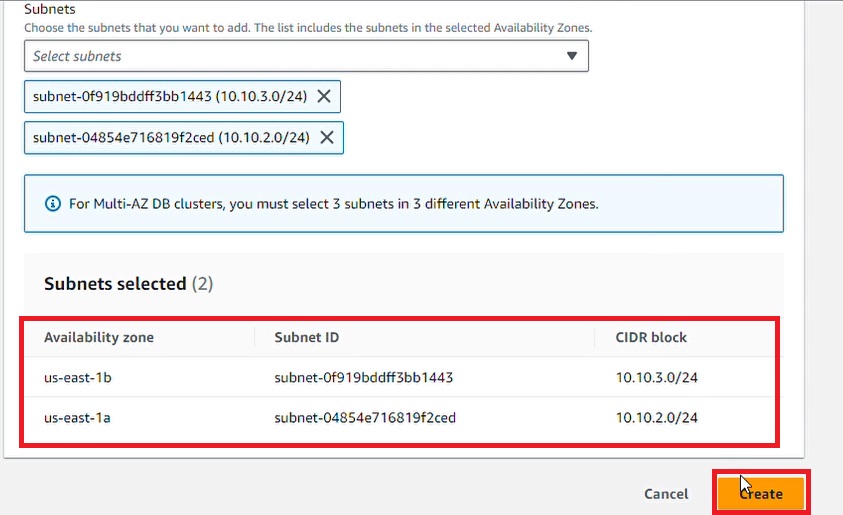 Subnets
Choose the subnets that you want to add. The list includes the subnets in the selected Availability Zones.
Select subnets
subnet-0f919bddff3bb1443 (10.10.3.0/24)
subnet-04854e716819f2ced (10.10.2.0/24)
For Multi-AZ DB clusters, you must select 3 subnets in 3 different Availability Zones.
Subnets selected (2)
Availability zone Subnet ID CIDR block
us-east-1b subnet-0f919bddff3bb1443 10.10.3.0/24
us-east-1a subnet-04854e716819f2ced 10.10.2.0/24
Cancel Create